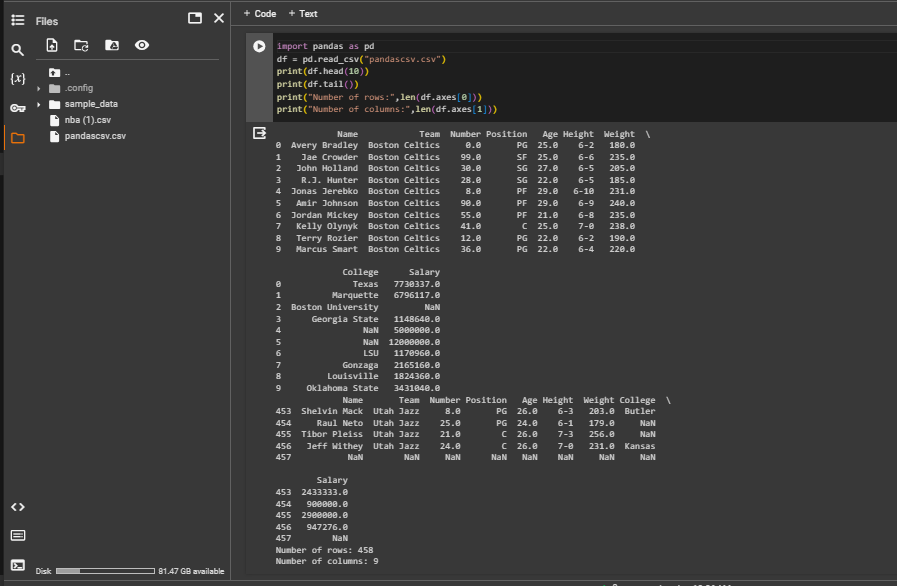 Files
+ Code + Text
..
.config
sample_data
nba (1).csv
pandascsv.csv
{x}
import pandas as pd
df = pd.read_csv("pandascsv.csv")
print(df.head(10))
print(df.tail())
print("Number of rows:",len(df.axes[0]))
print("Number of columns:",len(df.axes[1]))
Name Team Number Position Age Height Weight \
0 Avery Bradley Boston Celtics 0.0 PG 25.0 6-2 180.0
1 Jae Crowder Boston Celtics 99.0 SF 25.0 6-6 235.0
2 John Holland Boston Celtics 30.0 SG 27.0 6-5 205.0
3 R.J. Hunter Boston Celtics 28.0 SG 22.0 6-5 185.0
4 Jonas Jerebko Boston Celtics 8.0 PF 29.0 6-10 231.0
5 Amir Johnson Boston Celtics 90.0 PF 29.0 6-9 240.0
6 Jordan Mickey Boston Celtics 55.0 PF 21.0 6-8 235.0
7 Kelly Olynyk Boston Celtics 41.0 C 25.0 7-0 238.0
8 Terry Rozier Boston Celtics 12.0 PG 22.0 6-2 190.0
9 Marcus Smart Boston Celtics 36.0 PG 22.0 6-4 220.0
College Salary
0 Texas 7730337.0
1 Marquette 6796117.0
2 Boston University NaN
3 Georgia State 1148640.0
4 NaN 5000000.0
5 NaN 12000000.0
6 LSU 1170960.0
7 Gonzaga 2165160.0
8 Louisville 1824360.0
9 Oklahoma State 3431040.0
Name Team Number Position Age Height Weight College \
453 Shelvin Mack Utah Jazz 8.0 PG 26.0 6-3 203.0 Butler
454 Raul Neto Utah Jazz 25.0 PG 24.0 6-1 179.0 NaN
455 Tibor Pleiss Utah Jazz 21.0 C 26.0 7-3 256.0 NaN
456 Jeff Withey Utah Jazz 24.0 C 26.0 7-0 231.0 Kansas
457 NaN NaN NaN NaN NaN NaN NaN NaN
Salary
453 2433333.0
454 900000.0
455 2900000.0
456 947276.0
457 NaN
Number of rows: 458
Number of columns: 9
Disk 81.47 GB available